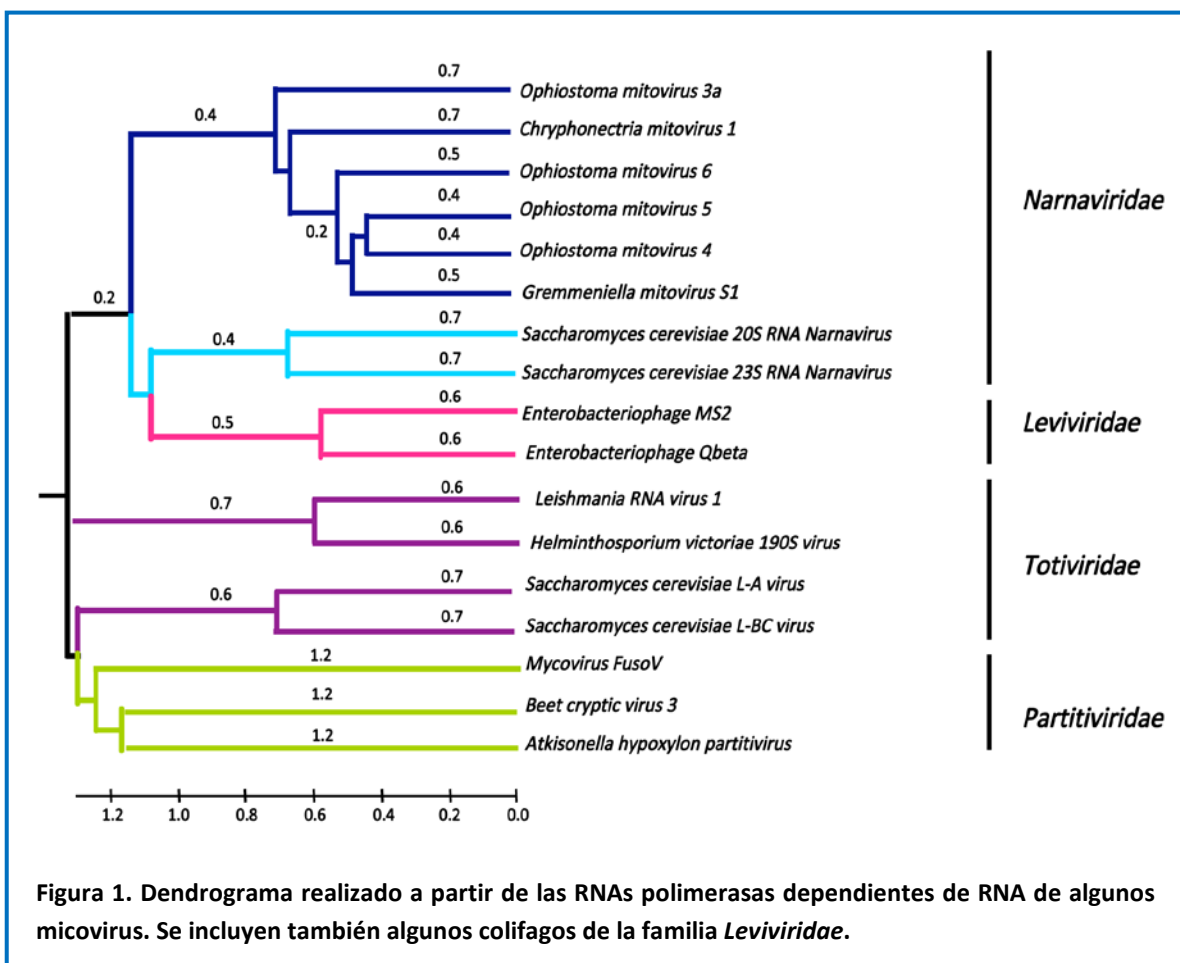 0.7
Ophiostoma mitovirus 3a
0.4
0.7
Chryphonectria mitovirus 1
0.5
Ophiostoma mitovirus 6
Narnaviridae
0.4
Ophiostoma mitovirus 5
0.2
0.4
Ophiostoma mitovirus 4
0.5
Gremmeniella mitovirus S1
0.2
0.7
Saccharomyces cerevisiae 20S RNA Narnavirus
0.4
0.7
Saccharomyces cerevisiae 23S RNA Narnavirus
0.6
Enterobacteriophage MS2
Leviviridae
0.5
0.6
Enterobacteriophage Qbeta
0.6
Leishmania RNA virus 1
0.7
0.6
Helminthosporium victoriae 190S virus
Totiviridae
0.7
Saccharomyces cerevisiae L-A virus
0.6
0.7
Saccharomyces cerevisiae L-BC virus
1.2
Mycovirus FusoV
1.2
Beet cryptic virus 3
Partitiviridae
1.2
Atkisonella hypoxylon partitivirus
1.2 1.0 0.8 0.6 0.4 0.2 0.0
Figura 1. Dendrograma realizado a partir de las RNAs polimerasas dependientes de RNA de algunos
micovirus. Se incluyen también algunos colifagos de la familia Leviviridae.